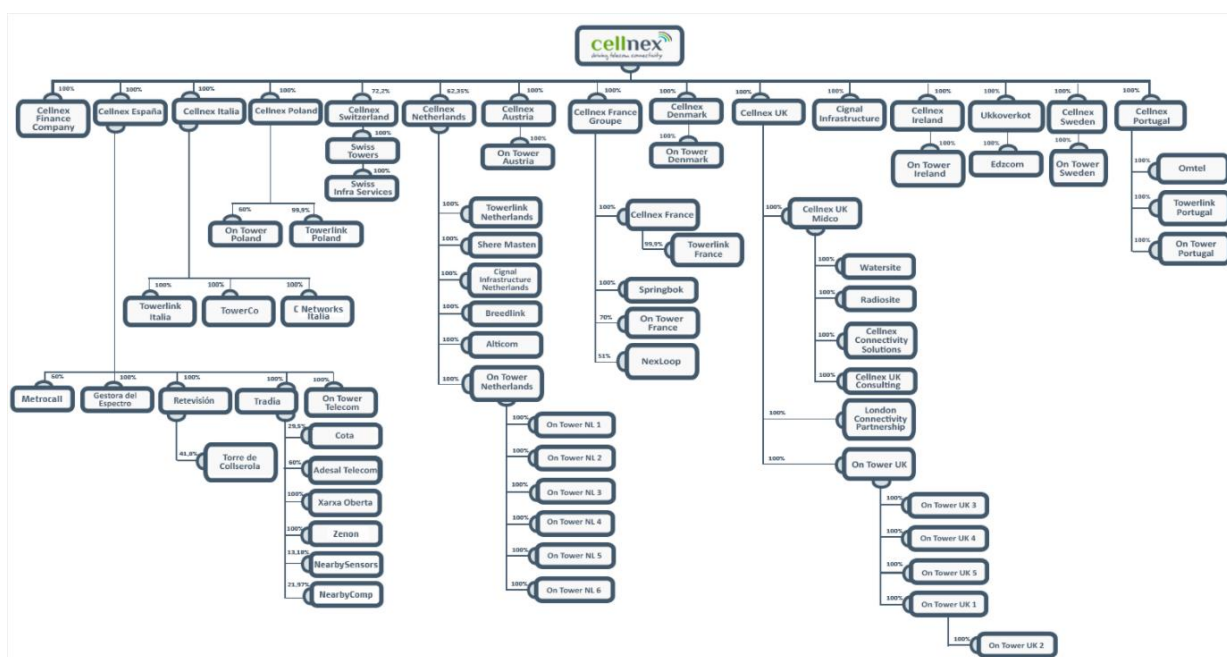 cellnex
driving telecom connectivity
100%
100%
100%
100%
72,2%
62,35%
100%
100%
100%
100%
100%
100%
100%
100%
100%
Cellnex
Finance
Company
Cellnex España
Cellnex Italia
Cellnex Poland
Cellnex
Switzerland
Cellnex
Netherlands
Cellnex
Austria
Cellnex France
Groupe
Cellnex
Denmark
Cellnex UK
Cignal
Infrastructure
Cellnex
Ireland
Ukkoverkot
Cellnex
Sweden
Cellnex
Portugal
100%
Swiss
Towers
100%
Swiss
Infra Services
100%
On Tower
Austria
100%
On Tower
Denmark
100%
On Tower
Ireland
100%
Edzcom
100%
On Tower
Sweden
100%
Omtel
100%
Towerlink
Portugal
100%
On Tower
Portugal
60%
On Tower
Poland
99,9%
Towerlink
Poland
100%
Towerlink
Italia
100%
TowerCo
100%
C Networks
Italia
100%
Towerlink
Netherlands
100%
Shere Masten
100%
Cignal
Infrastructure
Netherlands
100%
Breedlink
100%
Alticom
100%
On Tower
Netherlands
100%
On Tower NL 1
100%
On Tower NL 2
100%
On Tower NL 3
100%
On Tower NL 4
100%
On Tower NL 5
100%
On Tower NL 6
100%
Cellnex France
99,9%
Towerlink
France
100%
Springbok
70%
On Tower
France
51%
NexLoop
100%
Cellnex UK
Midco
100%
Watersite
100%
Radiosite
100%
Cellnex
Connectivity
Solutions
100%
Cellnex UK
Consulting
100%
London
Connectivity
Partnership
100%
On Tower UK
100%
On Tower UK 3
100%
On Tower UK 4
100%
On Tower UK 5
100%
On Tower UK 1
100%
On Tower UK 2
60%
Metrocall
100%
Gestora del
Espectro
100%
Retevisión
100%
Tradia
100%
On Tower
Telecom
41,8%
Torre de
Collserola
29,5%
Cota
60%
Adesal Telecom
100%
Xarxa Oberta
100%
Zenon
13,18%
NearbySensors
21,97%
NearbyComp